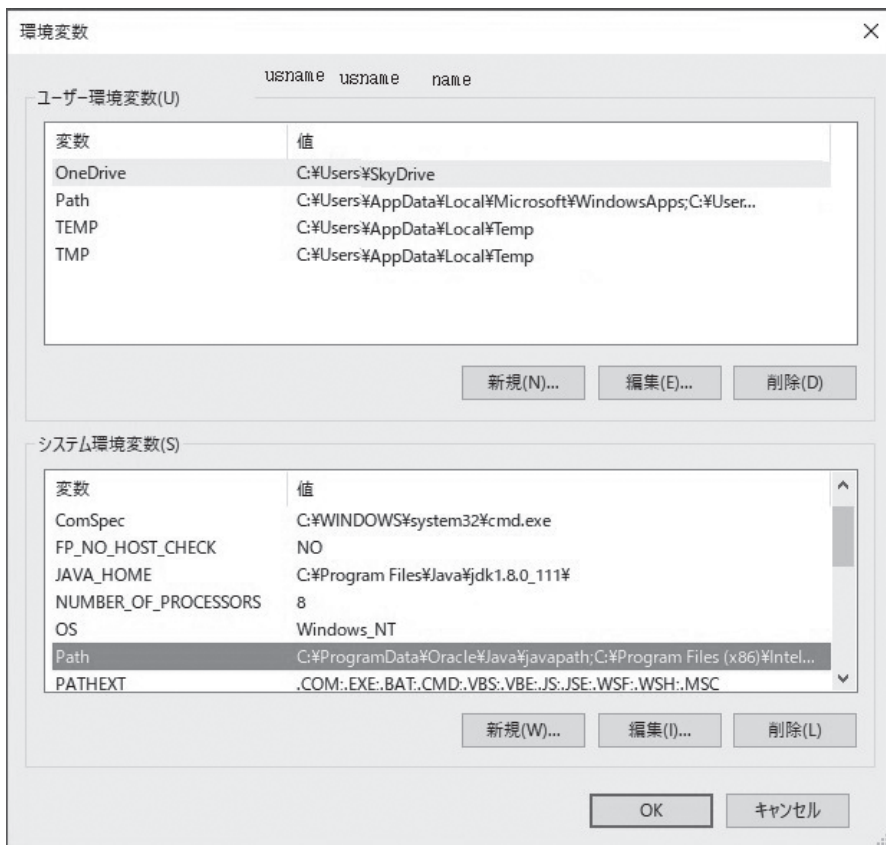 環境変数
usname usname name
ユーザー環境変数(U)
変数 値
OneDrive C:¥Users¥SkyDrive
Path C:¥Users¥AppData¥Local¥Microsoft¥WindowsApps;C:¥User...
TEMP C:¥Users¥AppData¥Local¥Temp
TMP C:¥Users¥AppData¥Local¥Temp
新規(N)... 編集(E)... 削除(D)
システム環境変数(S)
変数 値
ComSpec C:¥WINDOWS¥system32¥cmd.exe
FP_NO_HOST_CHECK NO
JAVA_HOME C:¥Program Files¥Java¥jdk1.8.0_111¥
NUMBER_OF_PROCESSORS 8
OS Windows_NT
Path C:¥ProgramData¥Oracle¥Java¥javapath;C:¥Program Files (x86)¥Intel...
PATHEXT .COM;.EXE;.BAT;.CMD;.VBS;.VBE;.JS;.JSE;.WSF;.WSH;.MSC
新規(W)... 編集(I)... 削除(L)
OK キャンセル